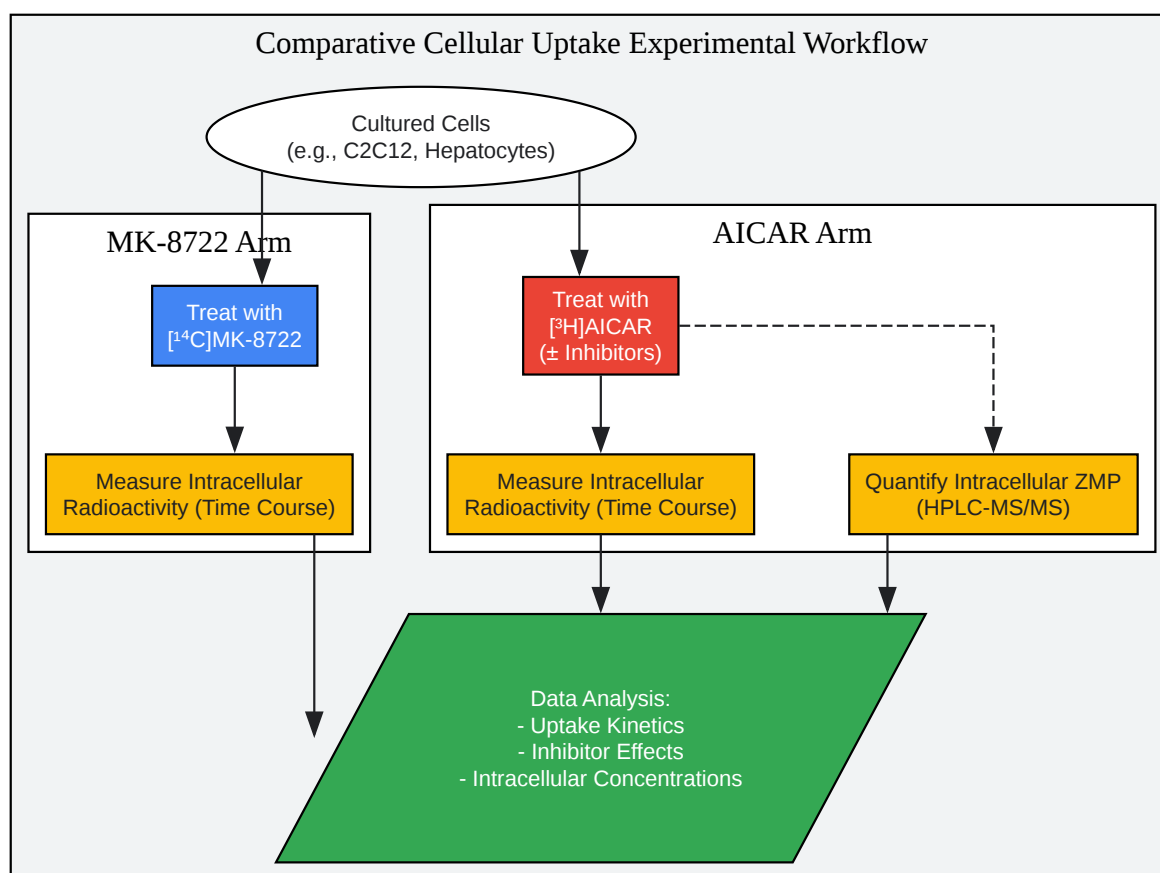 Comparative Cellular Uptake Experimental Workflow
Cultured Cells
(e.g., C2C12, Hepatocytes)
MK-8722 Arm
Treat with
[¹⁴C]MK-8722
Measure Intracellular
Radioactivity (Time Course)
AICAR Arm
Treat with
[³H]AICAR
(± Inhibitors)
Measure Intracellular
Radioactivity (Time Course)
Quantify Intracellular ZMP
(HPLC-MS/MS)
Data Analysis:
- Uptake Kinetics
- Inhibitor Effects
- Intracellular Concentrations